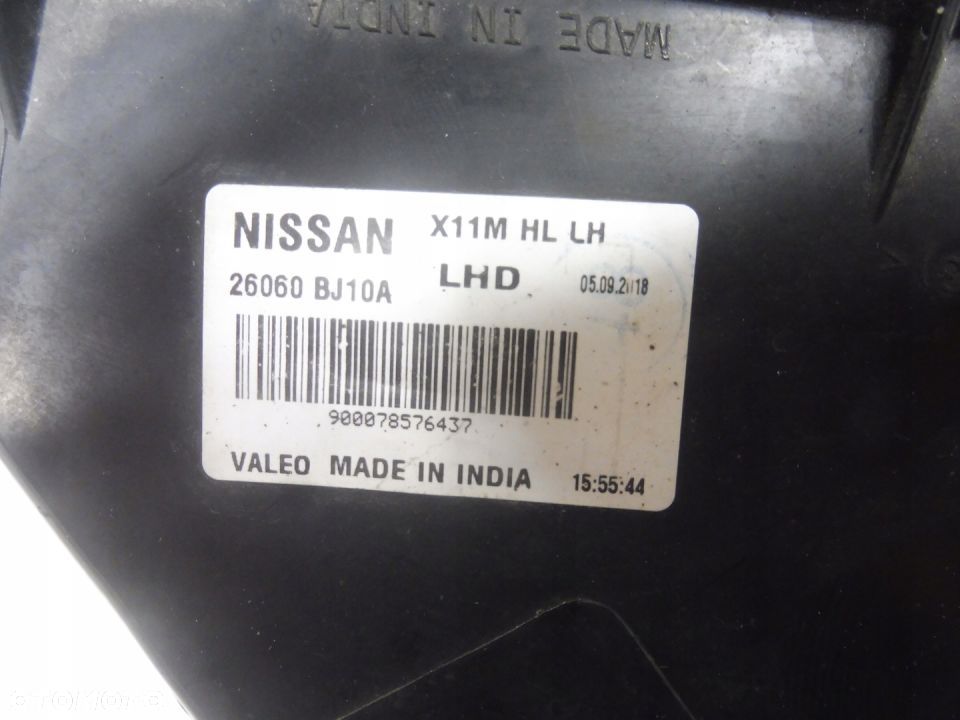 MADE IN INDIA
NISSAN X11M HL LH
26060 BJ10A LHD 05.09.2018
900078576437
VALEO MADE IN INDIA 15:55:44